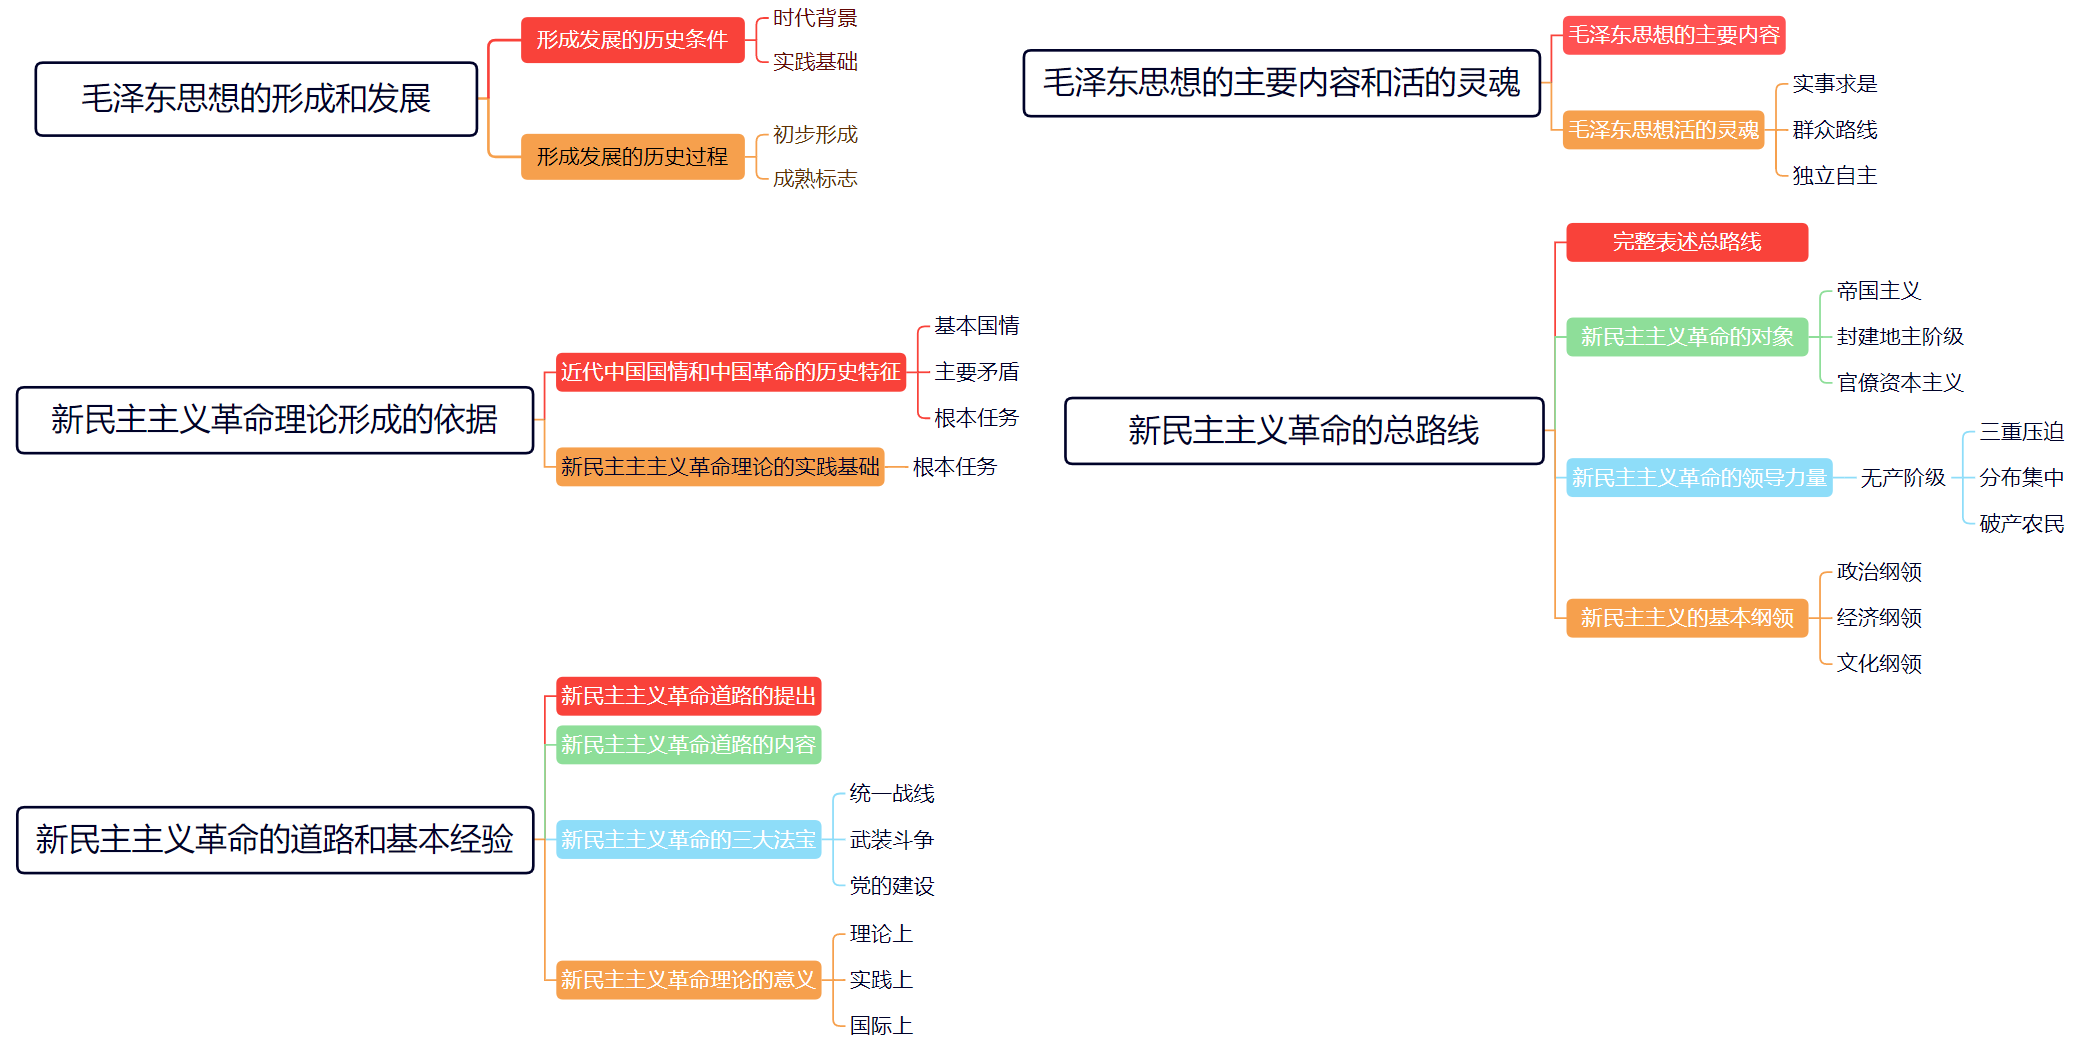 毛泽东思想的形成和发展
形成发展的历史条件
时代背景
实践基础
形成发展的历史过程
初步形成
成熟标志
毛泽东思想的主要内容和活的灵魂
毛泽东思想的主要内容
毛泽东思想活的灵魂
实事求是
群众路线
独立自主
新民主主义革命理论形成的依据
近代中国国情和中国革命的历史特征
基本国情
主要矛盾
根本任务
新民主主主义革命理论的实践基础
根本任务
新民主主义革命的总路线
完整表述总路线
新民主主义革命的对象
帝国主义
封建地主阶级
官僚资本主义
新民主主义革命的领导力量
无产阶级
三重压迫
分布集中
破产农民
新民主主义的基本纲领
政治纲领
经济纲领
文化纲领
新民主主义革命的道路和基本经验
新民主主义革命道路的提出
新民主主义革命道路的内容
新民主主义革命的三大法宝
统一战线
武装斗争
党的建设
新民主主义革命理论的意义
理论上
实践上
国际上